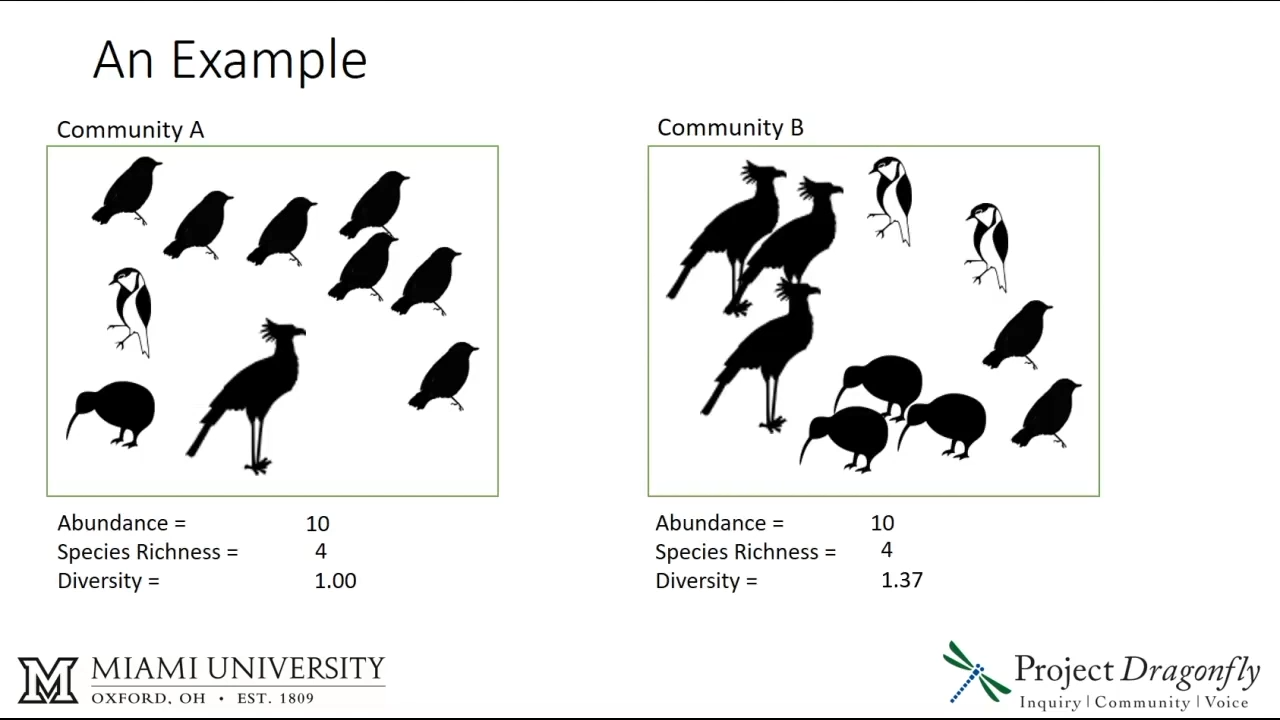 An Example
Community A
Abundance = 10
Species Richness = 4
Diversity = 1.00
Community B
Abundance = 10
Species Richness = 4
Diversity = 1.37
M MIAMI UNIVERSITY
OXFORD, OH • EST. 1809
Project Dragonfly
Inquiry | Community | Voice